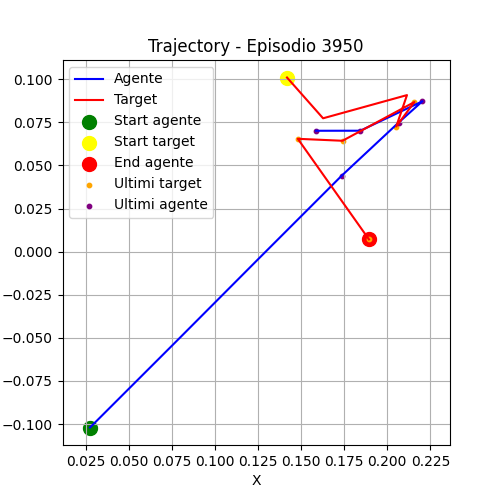 Trajectory - Episodio 3950
Agente
Target
Start agente
Start target
End agente
Ultimi target
Ultimi agente
0.100
0.075
0.050
0.025
0.000
−0.025
−0.050
−0.075
−0.100
0.025 0.050 0.075 0.100 0.125 0.150 0.175 0.200 0.225
X